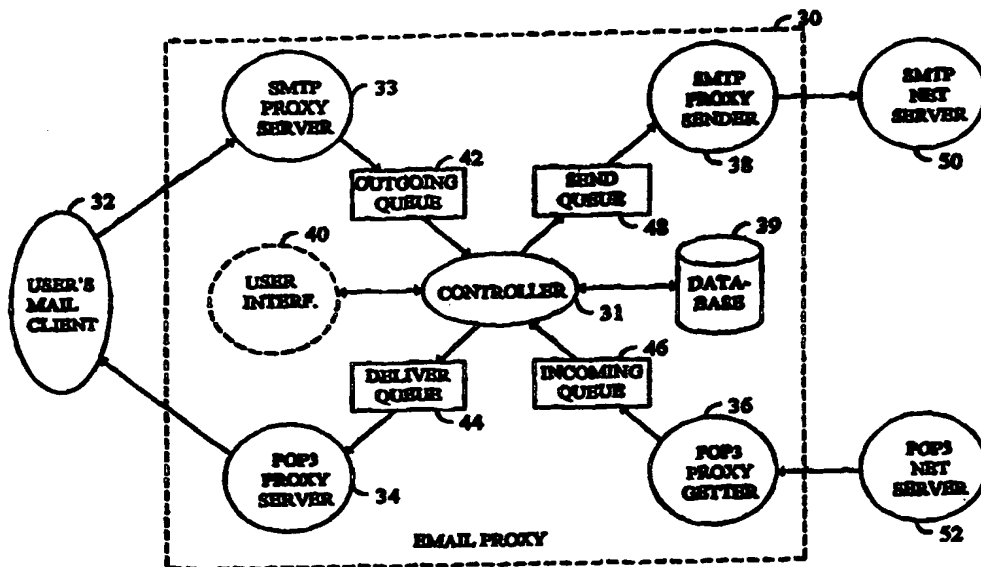 30
SMTP
PROXY
SERVER
33
SMTP
PROXY
SENDER
38
SMTP
NET
SERVER
50
42
OUTGOING
QUEUE
SEND
QUEUE
48
32
USER'S
MAIL
CLIENT
40
USER
INTERF.
CONTROLLER
31
39
DATA-
BASE
DELIVER
QUEUE
44
46
INCOMING
QUEUE
POP3
PROXY
SERVER
34
36
POP3
PROXY
GETTER
POP3
NET
SERVER
52
EMAIL PROXY